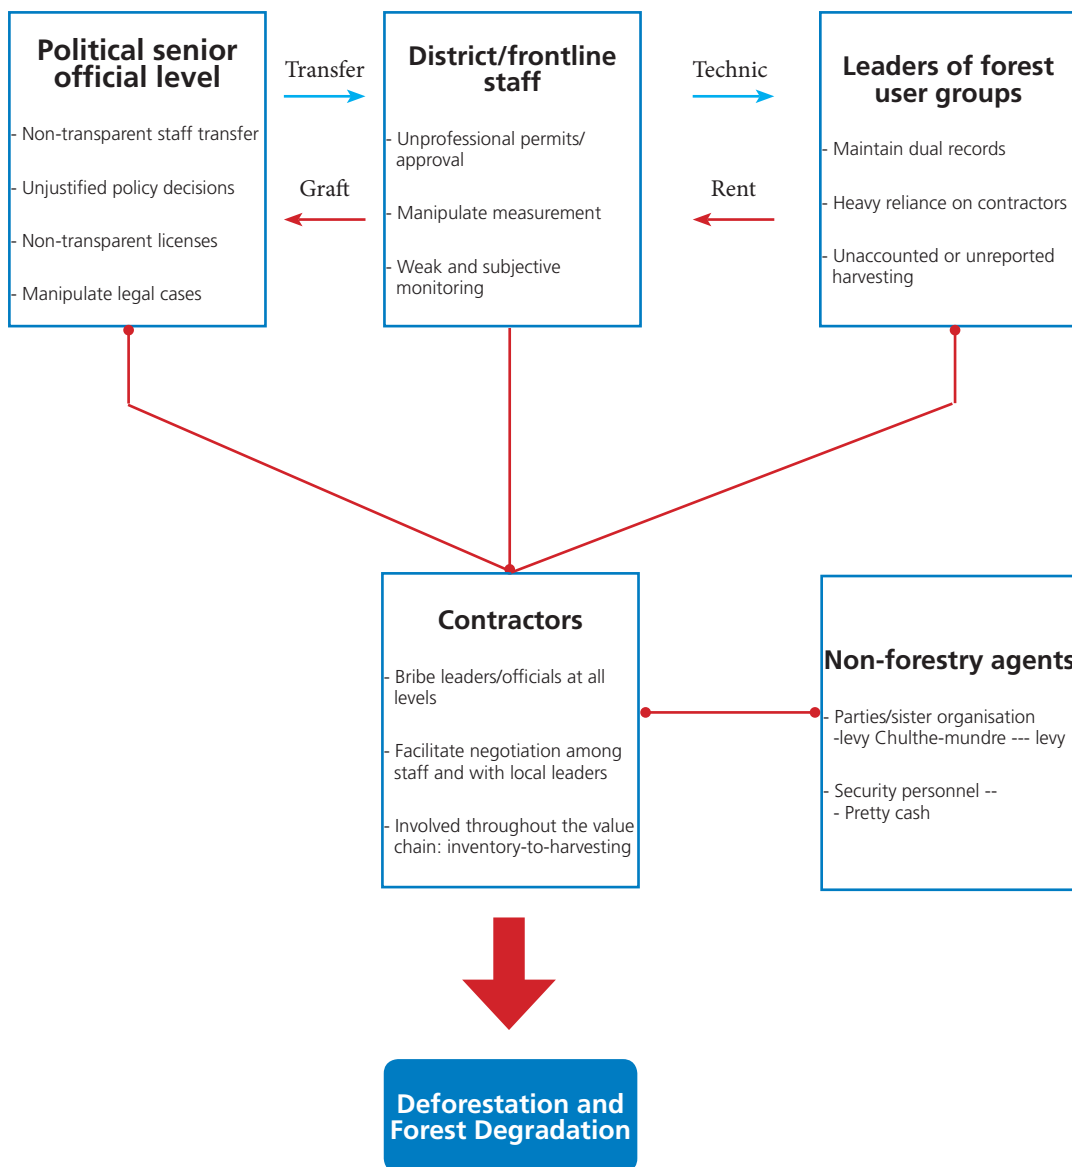 Political senior
official level
- Non-transparent staff transfer
- Unjustified policy decisions
- Non-transparent licenses
- Manipulate legal cases
Transfer
Graft
District/frontline
staff
- Unprofessional permits/
approval
- Manipulate measurement
- Weak and subjective
monitoring
Technic
Rent
Leaders of forest
user groups
- Maintain dual records
- Heavy reliance on contractors
- Unaccounted or unreported
harvesting
Contractors
- Bribe leaders/officials at all
levels
- Facilitate negotiation among
staff and with local leaders
- Involved throughout the value
chain: inventory-to-harvesting
Non-forestry agents
- Parties/sister organisation
-levy Chulthe-mundre --- levy
- Security personnel --
- Pretty cash
Deforestation and
Forest Degradation